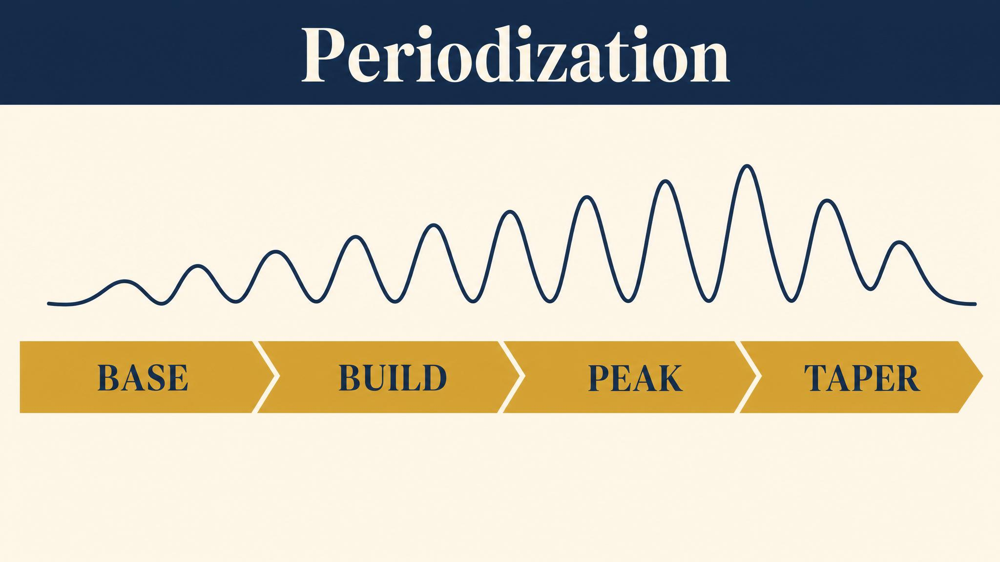 Periodization
BASE
BUILD
PEAK
TAPER